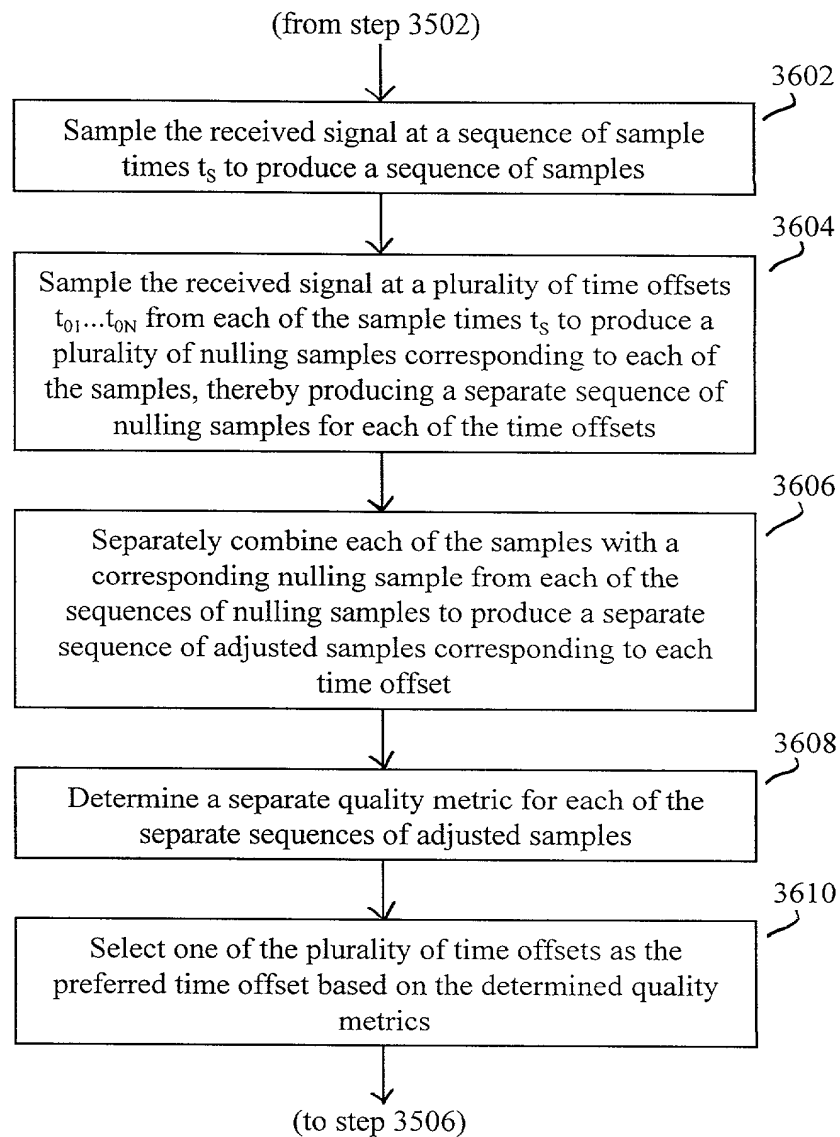 (from step 3502)
3602
Sample the received signal at a sequence of sample
times tS to produce a sequence of samples
3604
Sample the received signal at a plurality of time offsets
t01...t0N from each of the sample times tS to produce a
plurality of nulling samples corresponding to each of
the samples, thereby producing a separate sequence of
nulling samples for each of the time offsets
3606
Separately combine each of the samples with a
corresponding nulling sample from each of the
sequences of nulling samples to produce a separate
sequence of adjusted samples corresponding to each
time offset
3608
Determine a separate quality metric for each of the
separate sequences of adjusted samples
3610
Select one of the plurality of time offsets as the
preferred time offset based on the determined quality
metrics
(to step 3506)